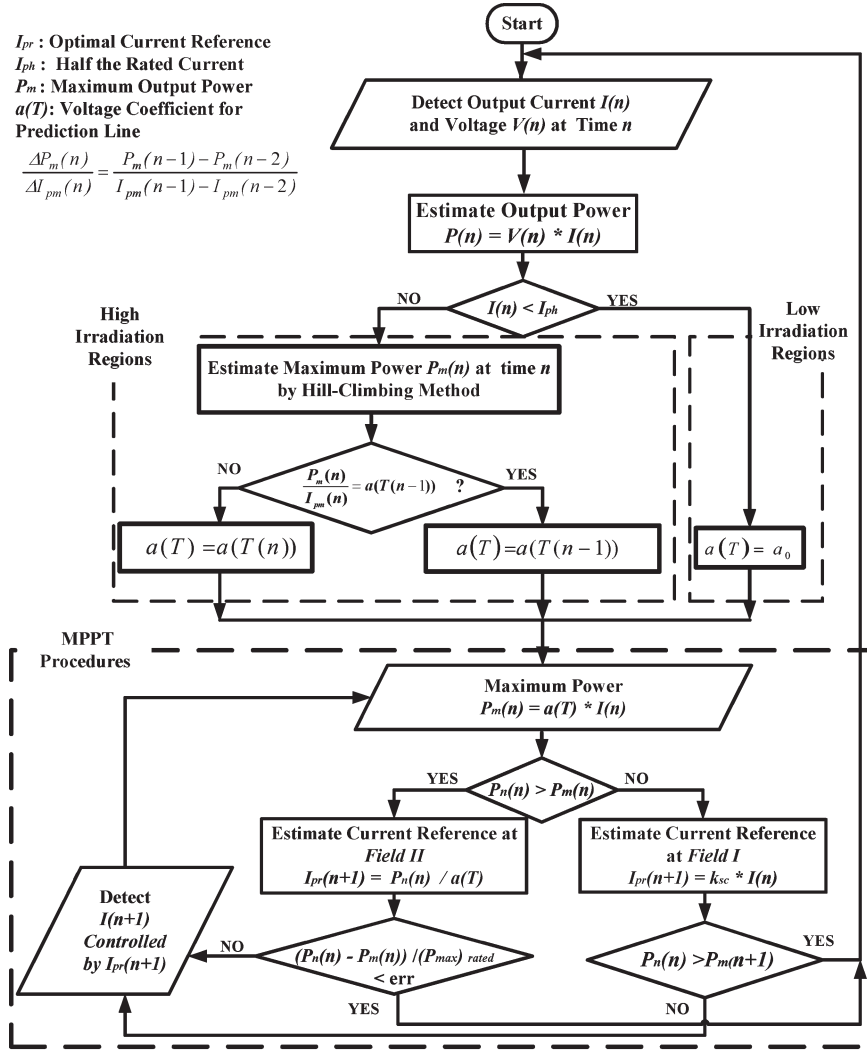 Start
I_pr : Optimal Current Reference
I_ph : Half the Rated Current
P_m : Maximum Output Power
a(T): Voltage Coefficient for
Prediction Line
ΔP_m(n) / ΔI_pm(n) = P_m(n−1)−P_m(n−2) / I_pm(n−1)−I_pm(n−2)
Detect Output Current I(n)
and Voltage V(n) at Time n
Estimate Output Power
P(n) = V(n) * I(n)
I(n) < I_ph
NO
YES
High
Irradiation
Regions
Low
Irradiation
Regions
Estimate Maximum Power P_m(n) at time n
by Hill-Climbing Method
P_m(n) / I_pm(n) = a(T(n−1)) ?
NO
YES
a(T) =a(T(n))
a(T)=a(T(n−1))
a(T) = a_0
MPPT
Procedures
Maximum Power
P_m(n) = a(T) * I(n)
P_n(n) > P_m(n)
YES
NO
Estimate Current Reference at
Field II
I_pr(n+1) = P_n(n) / a(T)
Estimate Current Reference
at Field I
I_pr(n+1) = k_sc * I(n)
Detect
I(n+1)
Controlled
by I_pr(n+1)
(P_n(n) - P_m(n)) /(P_max) rated
< err
NO
YES
P_n(n) >P_m(n+1)
YES
NO